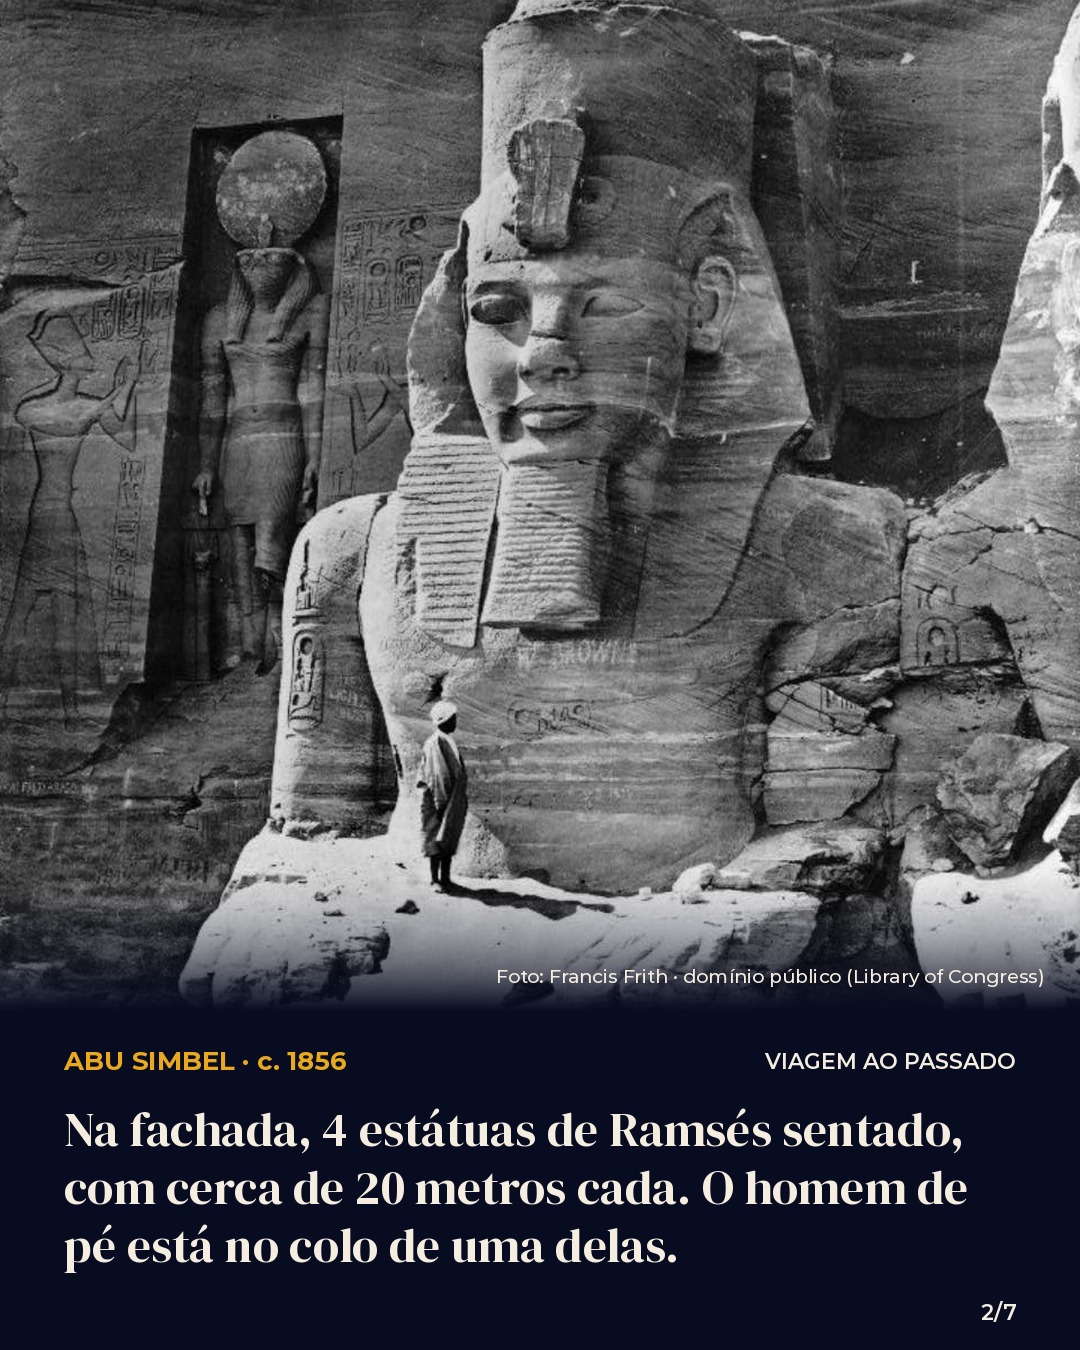 Foto: Francis Frith · domínio público (Library of Congress)
ABU SIMBEL · c. 1856
VIAGEM AO PASSADO
Na fachada, 4 estátuas de Ramsés sentado,
com cerca de 20 metros cada. O homem de
pé está no colo de uma delas.
2/7